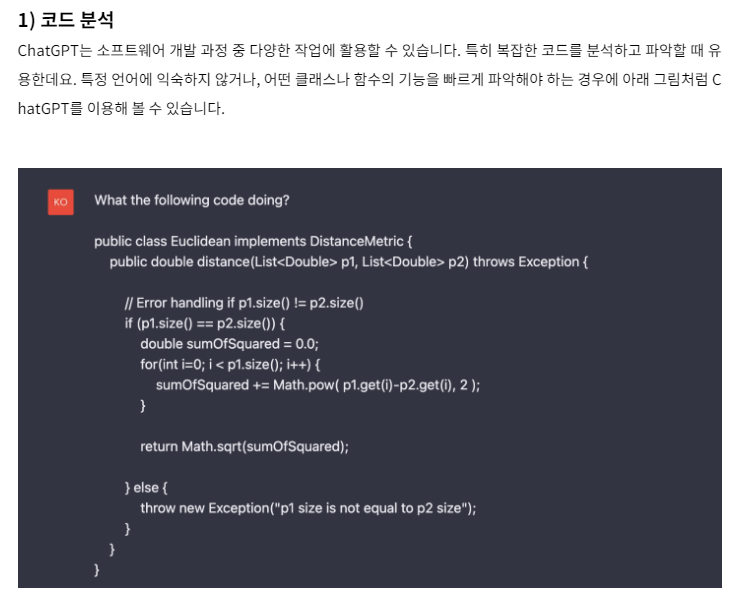 1) 코드 분석
ChatGPT는 소프트웨어 개발 과정 중 다양한 작업에 활용할 수 있습니다. 특히 복잡한 코드를 분석하고 파악할 때 유
용한데요. 특정 언어에 익숙하지 않거나, 어떤 클래스나 함수의 기능을 빠르게 파악해야 하는 경우에 아래 그림처럼 C
hatGPT를 이용해 볼 수 있습니다.
KO What the following code doing?
public class Euclidean implements DistanceMetric {
public double distance(List<Double> p1, List<Double> p2) throws Exception {
// Error handling if p1.size() != p2.size()
if (p1.size() == p2.size()) {
double sumOfSquared = 0.0;
for(int i=0; i < p1.size(); i++) {
sumOfSquared += Math.pow( p1.get(i)-p2.get(i), 2 );
}
return Math.sqrt(sumOfSquared);
} else {
throw new Exception("p1 size is not equal to p2 size");
}
}
}